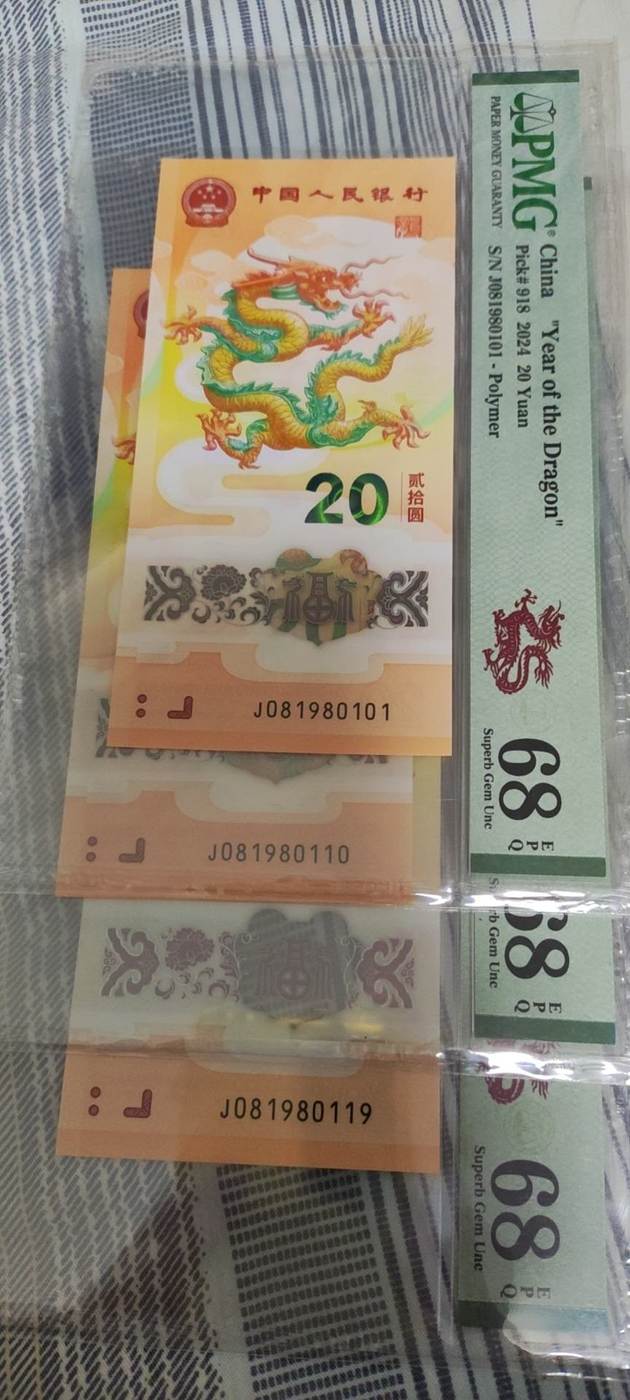 中国人民银行
20
贰拾圆
J081980101
J081980110
J081980119
PMG®
PAPER MONEY GUARANTY
China "Year of the Dragon"
Pick# 918 2024 20 Yuan
S/N J081980101 - Polymer
68
EPQ
Superb Gem Unc
68
EPQ
rb Gem Unc
68
EPQ
Superb Gem Unc